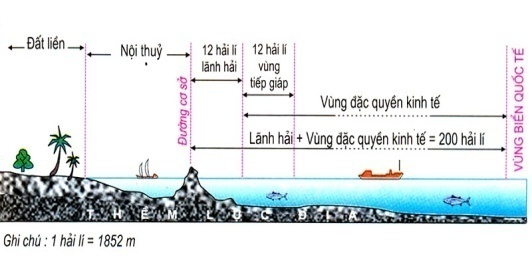 Đất liền
Nội thuỷ
12 hải lí
lãnh hải
12 hải lí
vùng
tiếp giáp
Đường cơ sở
Vùng đặc quyền kinh tế
Lãnh hải + Vùng đặc quyền kinh tế = 200 hải lí
VÙNG BIỂN QUỐC TẾ
THỀM LỤC ĐỊA
Ghi chú : 1 hải lí = 1852 m